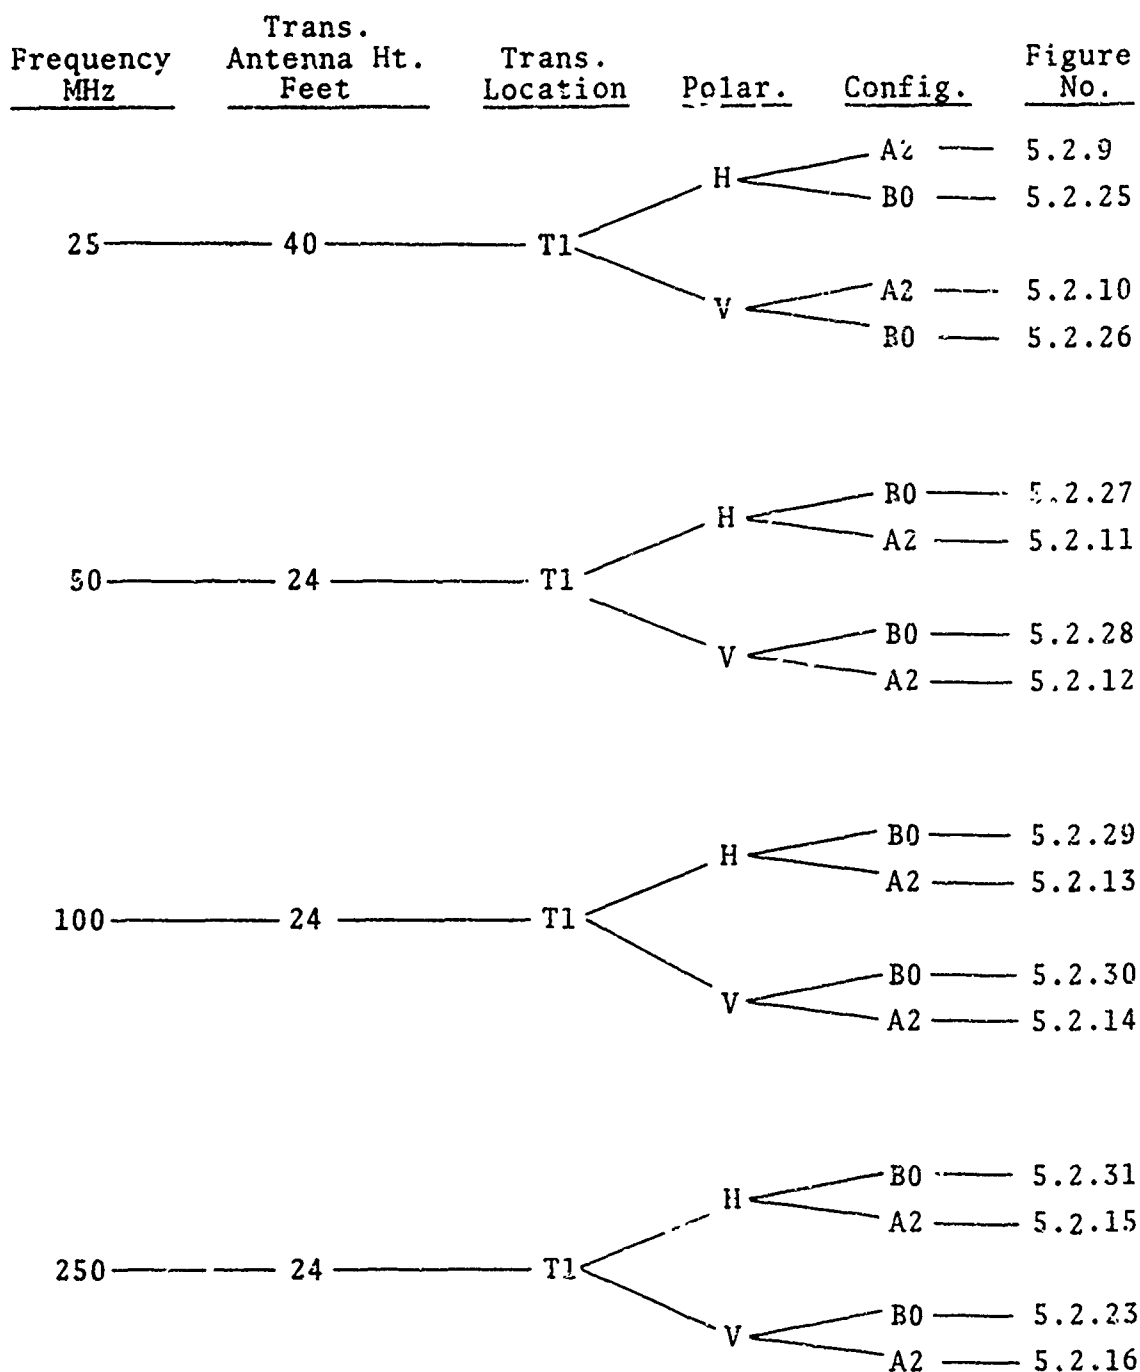 Trans.
Frequency Antenna Ht. Trans. Figure
MHz Feet Location Polar. Config. No.
H A2 5.2.9
B0 5.2.25
25 40 T1
V A2 5.2.10
B0 5.2.26
H B0 5.2.27
A2 5.2.11
50 24 T1
V B0 5.2.28
A2 5.2.12
H B0 5.2.29
A2 5.2.13
100 24 T1
V B0 5.2.30
A2 5.2.14
H B0 5.2.31
A2 5.2.15
250 24 T1
V B0 5.2.23
A2 5.2.16